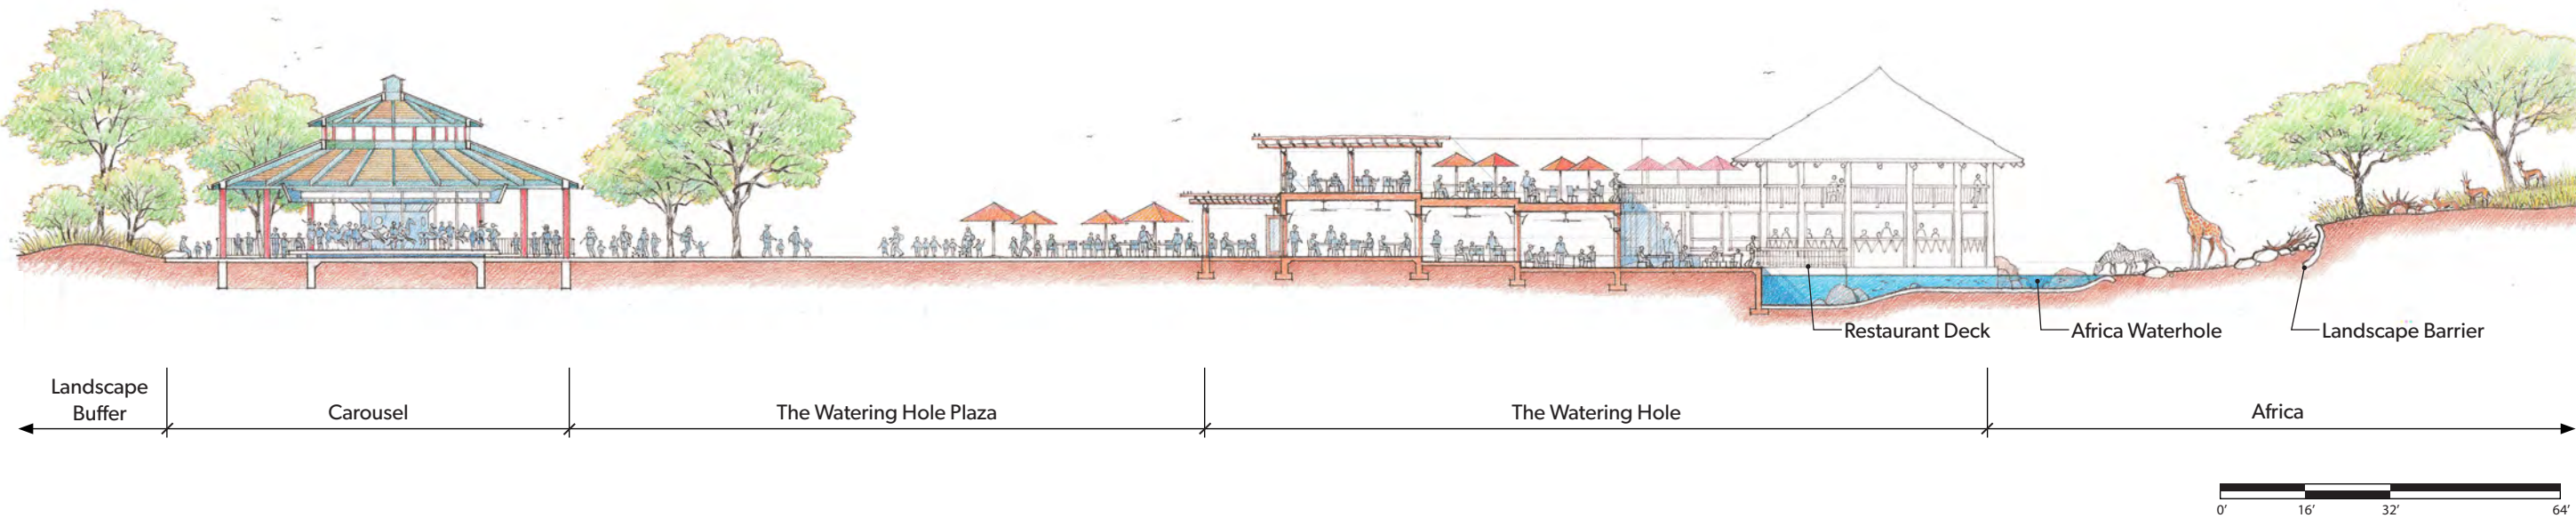 Restaurant Deck
Africa Waterhole
Landscape Barrier
Landscape
Buffer
Carousel
The Watering Hole Plaza
The Watering Hole
Africa
0' 16' 32' 64'